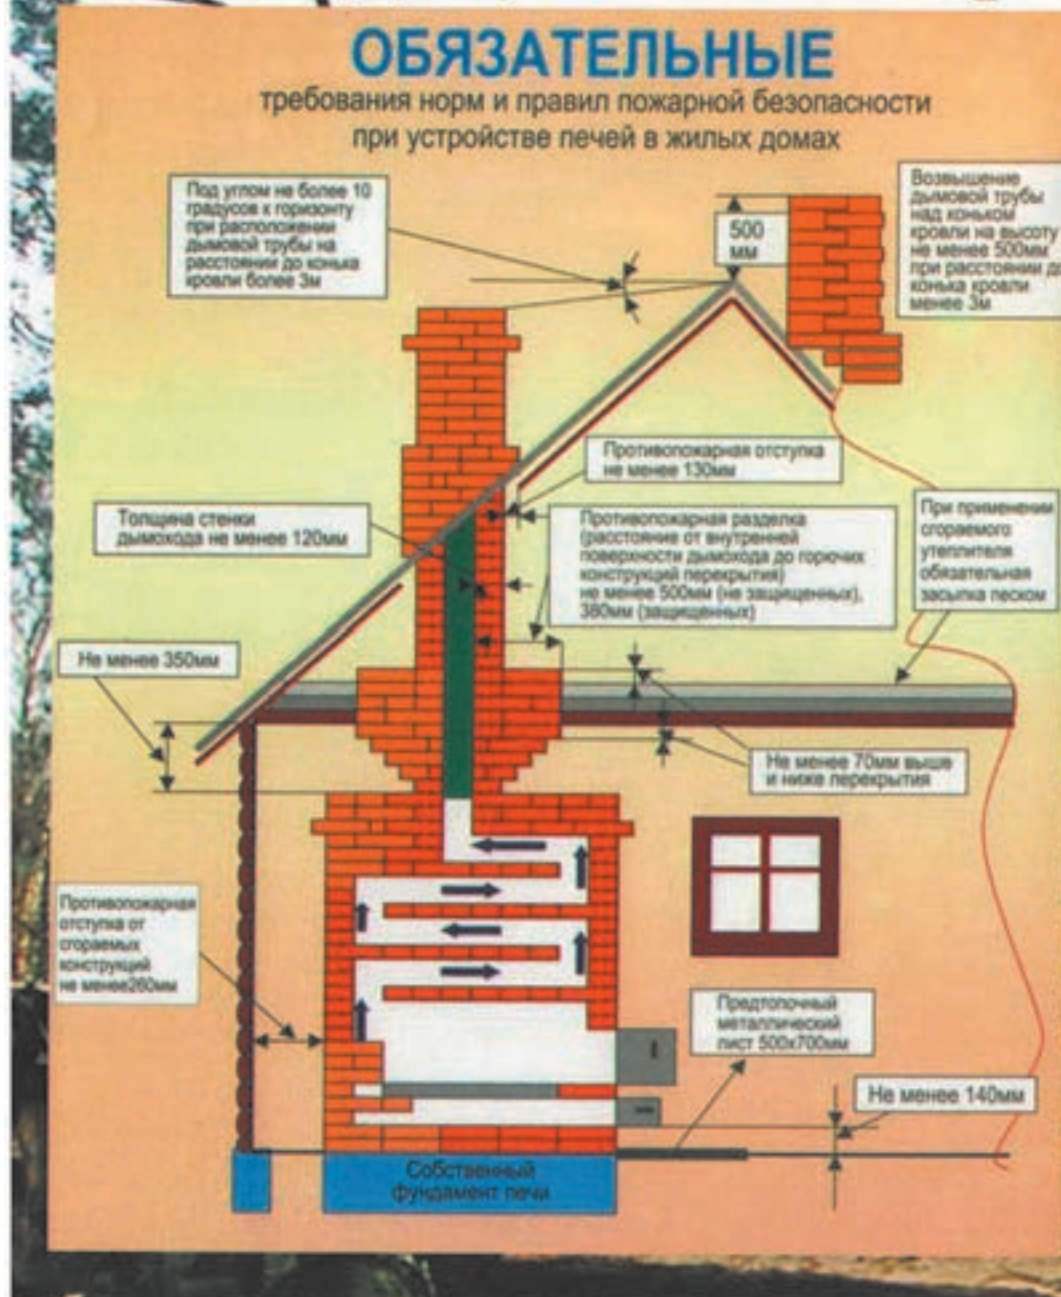 ОБЯЗАТЕЛЬНЫЕ
требования норм и правил пожарной безопасности
при устройстве печей в жилых домах
Под углом не более 10
градусов к горизонту
при расположении
дымовой трубы на
расстоянии до конька
кровли более 3м
500
мм
Возвышение
дымовой трубы
над коньком
кровли на высоту
не менее 500мм
при расстоянии до
конька кровли
менее 3м
Противопожарная отступка
не менее 130мм
Толщина стенки
дымохода не менее 120мм
Противопожарная разделка
(расстояние от внутренней
поверхности дымохода до горючих
конструкций перекрытия)
не менее 500мм (не защищенных),
380мм (защищенных)
При применении
сгораемого
утеплителя
обязательная
засыпка песком
Не менее 350мм
Не менее 70мм выше
и ниже перекрытия
Противопожарная
отступка от
сгораемых
конструкций
не менее260мм
Предтопочный
металлический
лист 500х700мм
Не менее 140мм
Собственный
фундамент печи